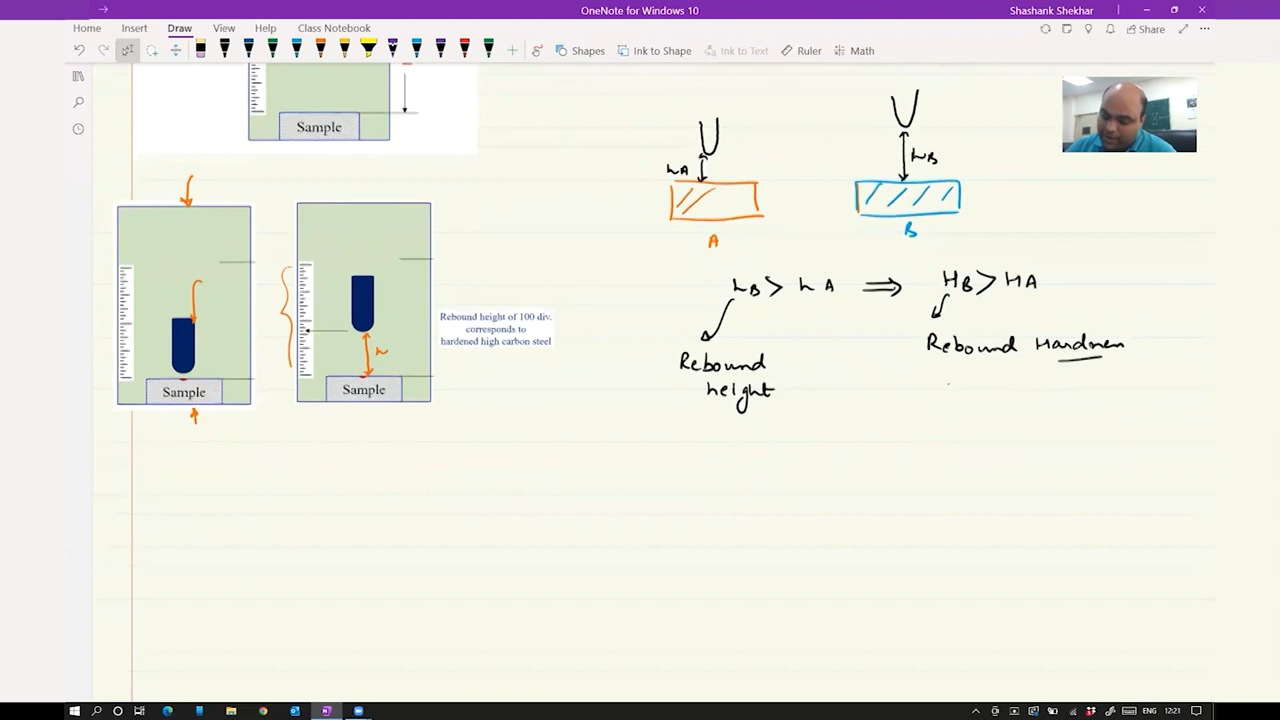 OneNote for Windows 10
Shashank Shekhar
Home Insert Draw View Help Class Notebook
Share
Shapes Ink to Shape Ink to Text Ruler Math
Sample
Sample
Sample
Rebound height of 100 div.
corresponds to
hardened high carbon steel
h
hA
hB
A
B
hB > hA ⟹ HB > HA
Rebound
height
Rebound Hardness
ENG 12:21